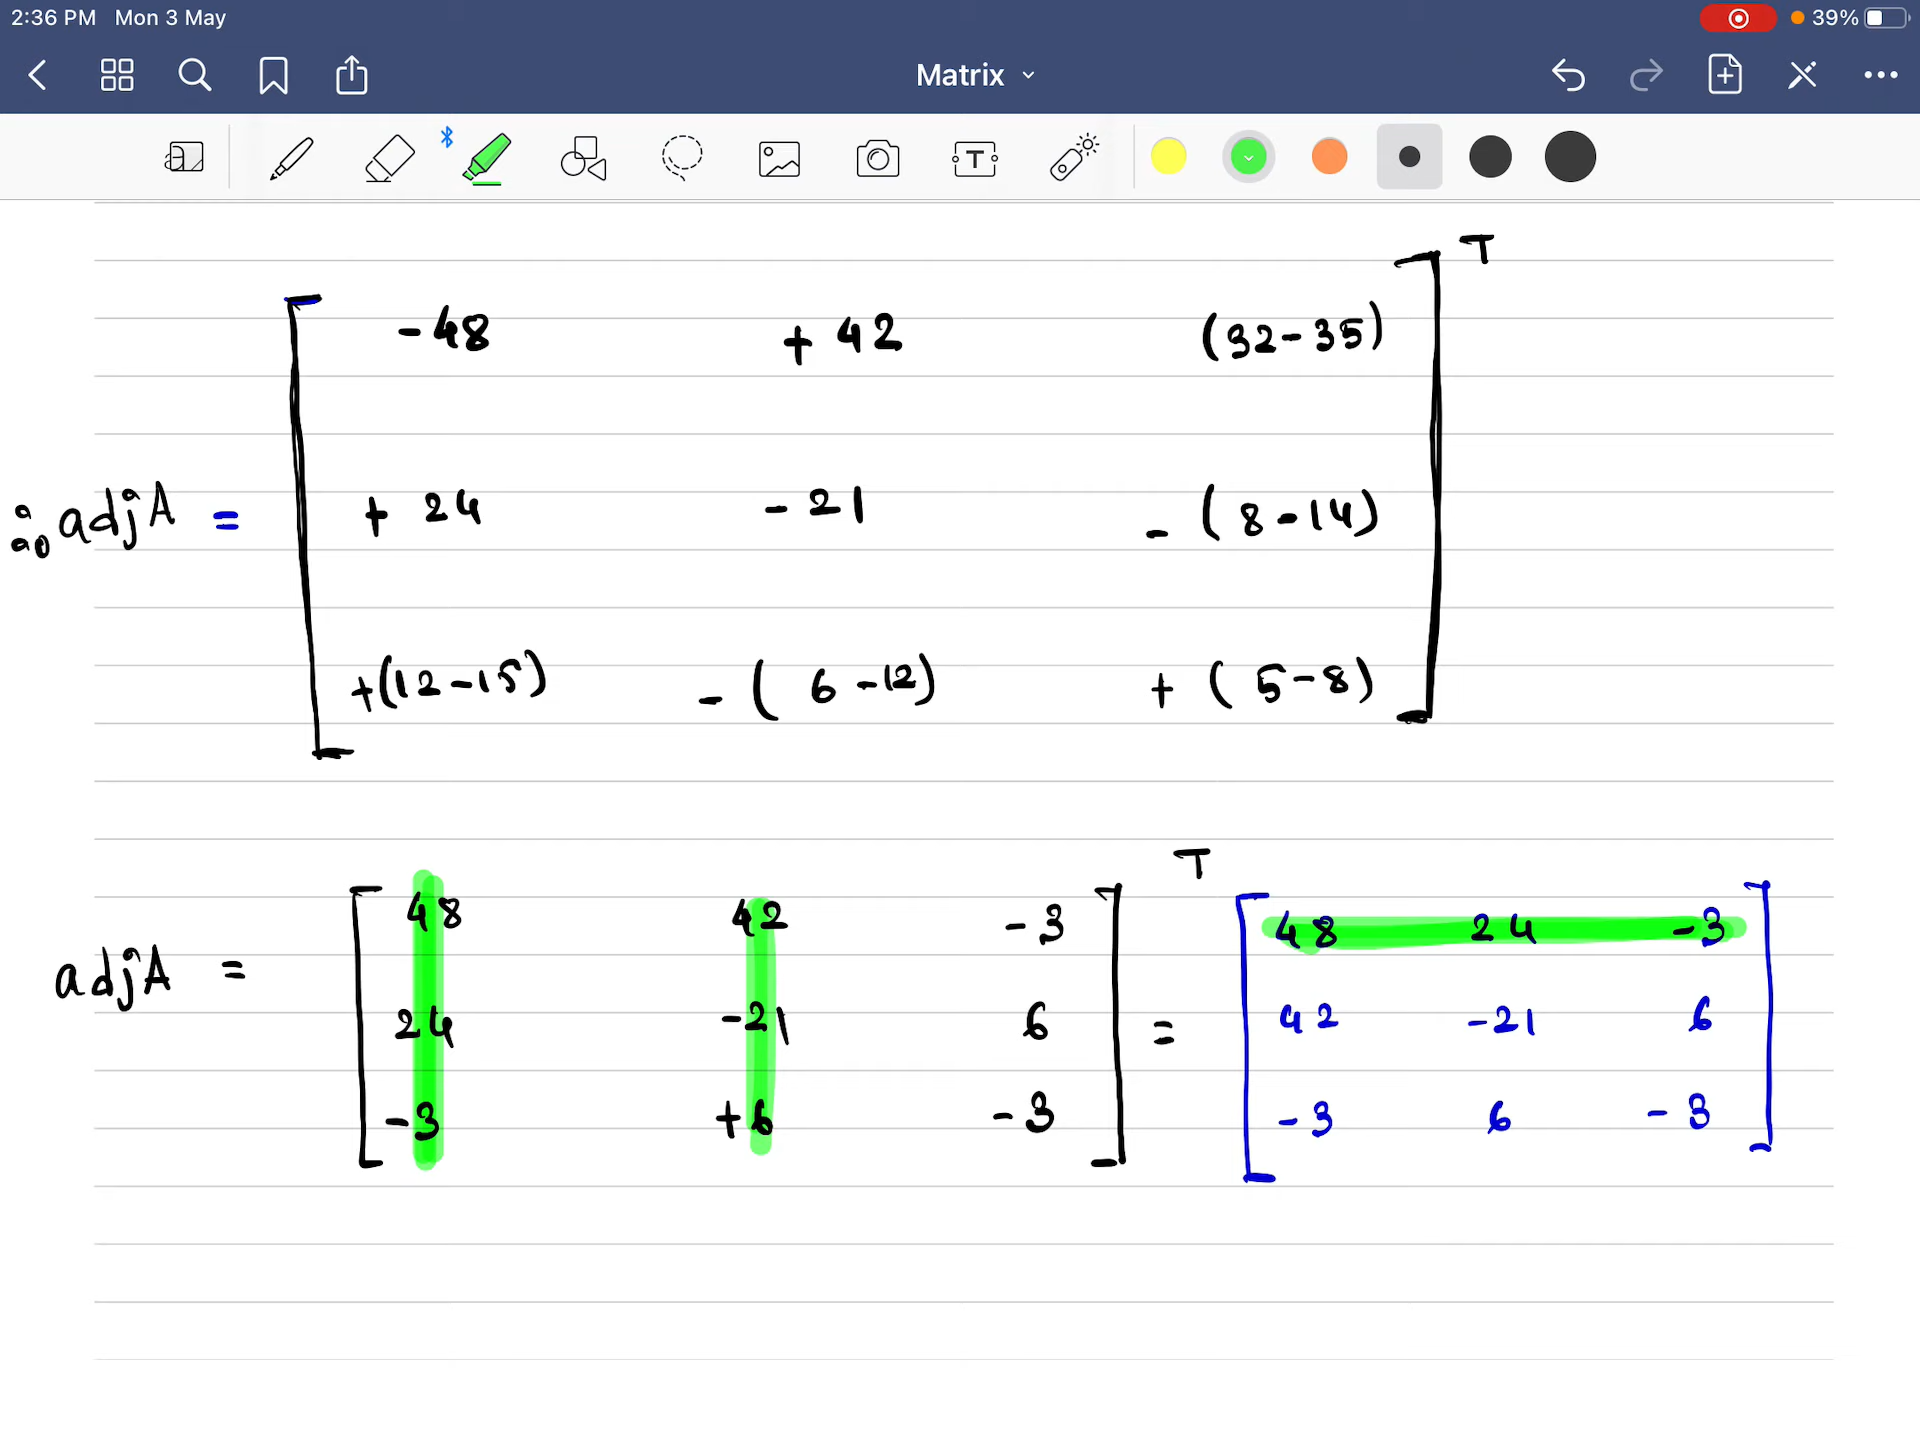 2:36 PM Mon 3 May 39%
Matrix
T
-48 + 42 (32-35)
∴ adjA = + 24 - 21 - (8-14)
+(12-15) - (6-12) + (5-8)
T
48 42 -3 48 24 -3
adjA = 24 -21 6 = 42 -21 6
-3 +6 -3 -3 6 -3